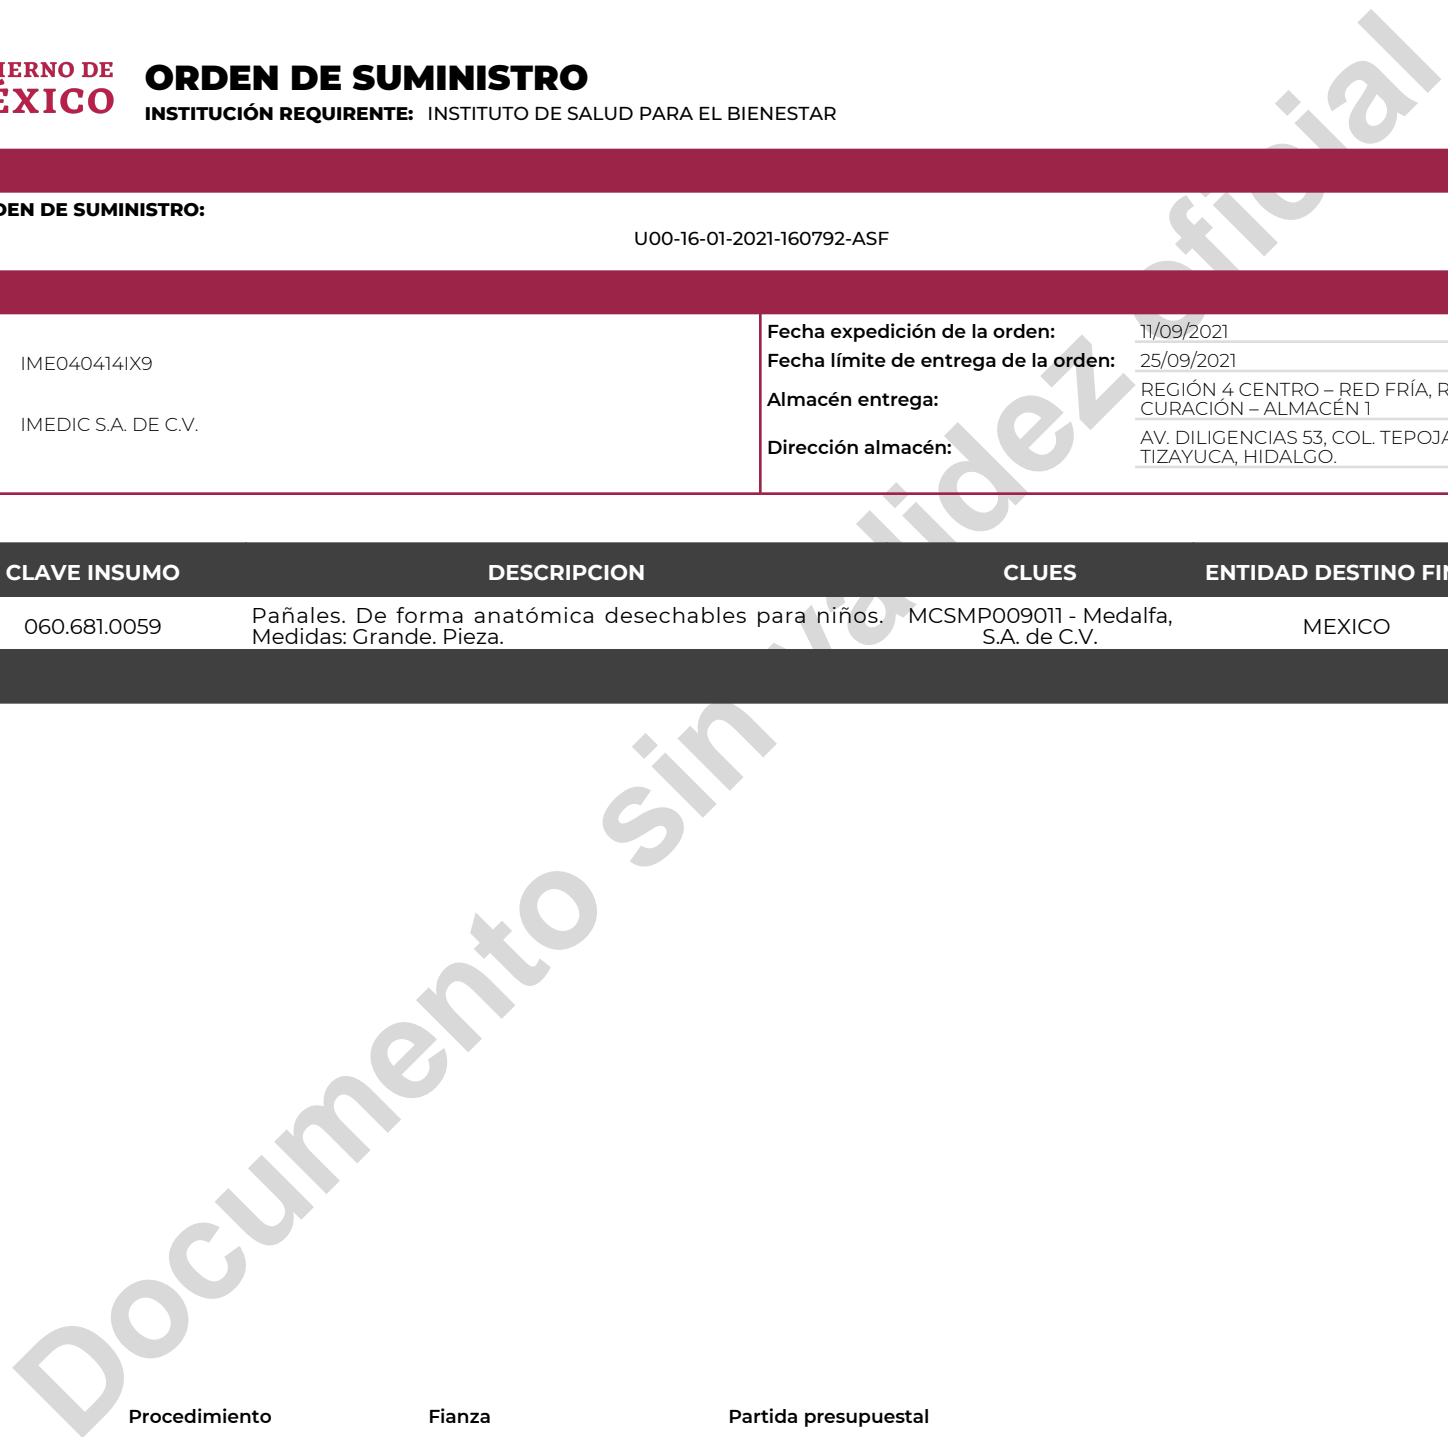 IERNO DE
ÉXICO
ORDEN DE SUMINISTRO
INSTITUCIÓN REQUIRENTE: INSTITUTO DE SALUD PARA EL BIENESTAR
DEN DE SUMINISTRO:
U00-16-01-2021-160792-ASF
IME040414IX9
IMEDIC S.A. DE C.V.
Fecha expedición de la orden: 11/09/2021
Fecha límite de entrega de la orden: 25/09/2021
Almacén entrega: REGIÓN 4 CENTRO – RED FRÍA, R
CURACIÓN – ALMACÉN 1
Dirección almacén: AV. DILIGENCIAS 53, COL. TEPOJA
TIZAYUCA, HIDALGO.
CLAVE INSUMO DESCRIPCION CLUES ENTIDAD DESTINO FIN
060.681.0059 Pañales. De forma anatómica desechables para niños. MCSMP009011 - Medalfa, MEXICO
Medidas: Grande. Pieza. S.A. de C.V.
Documento sin validez oficial
Procedimiento Fianza Partida presupuestal